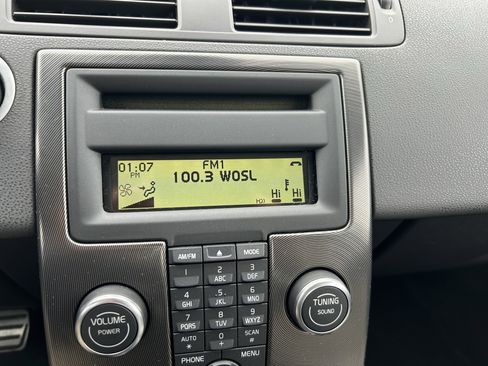 01:07
PM
FM1
100.3 WOSL
Hi Hi
AM/FM MODE
1 2 ABC 3 DEF
4 GHI 5 JKL 6 MNO
7 PQRS 8 TUV 9 WXYZ
AUTO * 0 + SCAN #
PHONE MENU
VOLUME
POWER
TUNING
SOUND